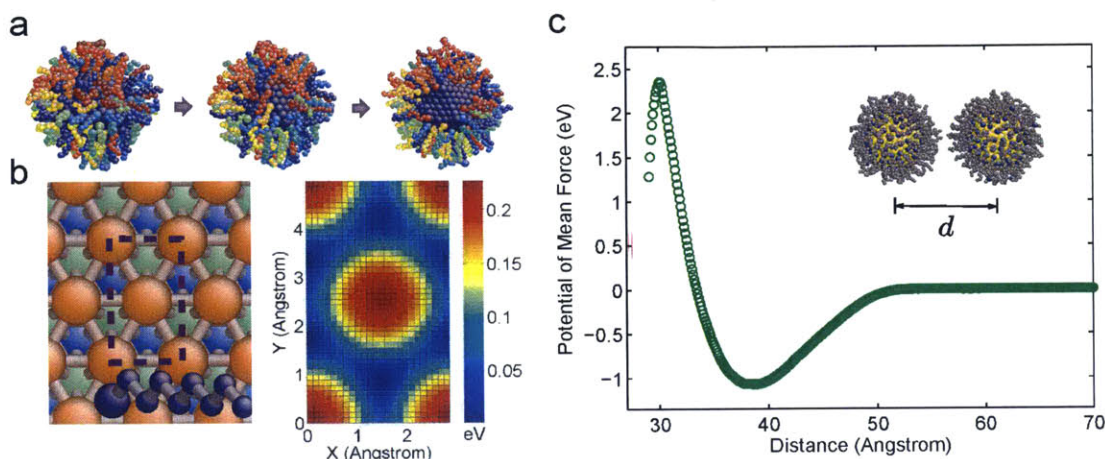 a
b
Y (Angstrom)
4
3
2
1
0
0 1 2
X (Angstrom)
0.2
0.15
0.1
0.05
eV
c
Potential of Mean Force (eV)
2.5
2
1.5
1
0.5
0
−0.5
−1
d
30 40 50 60 70
Distance (Angstrom)